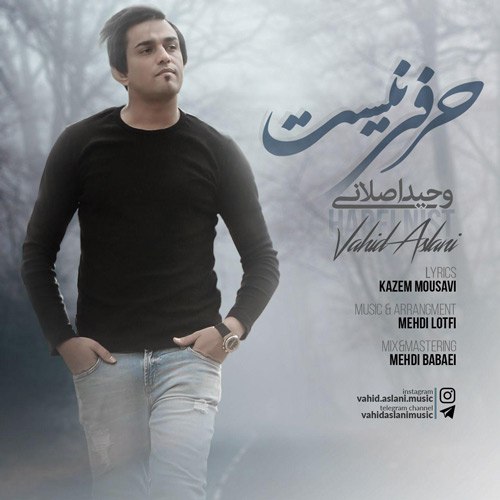 حرفی نیست
وحید اصلانی
HARFI NIST
Vahid Aslani
LYRICS
KAZEM MOUSAVI
MUSIC & ARRANGMENT
MEHDI LOTFI
MIX&MASTERING
MEHDI BABAEI
instagram
vahid.aslani.music
telegram channel
vahidaslanimusic